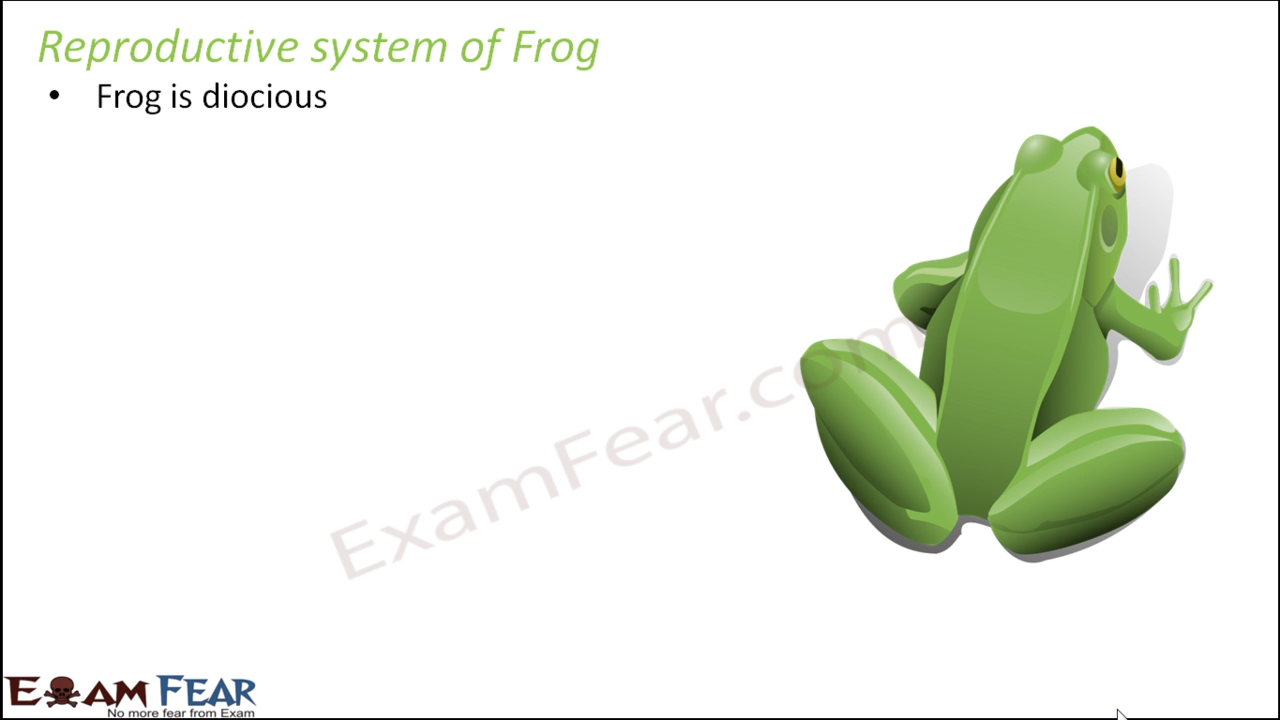 Reproductive system of Frog
• Frog is diocious
ExamFear.com
EXAM FEAR
No more fear from Exam